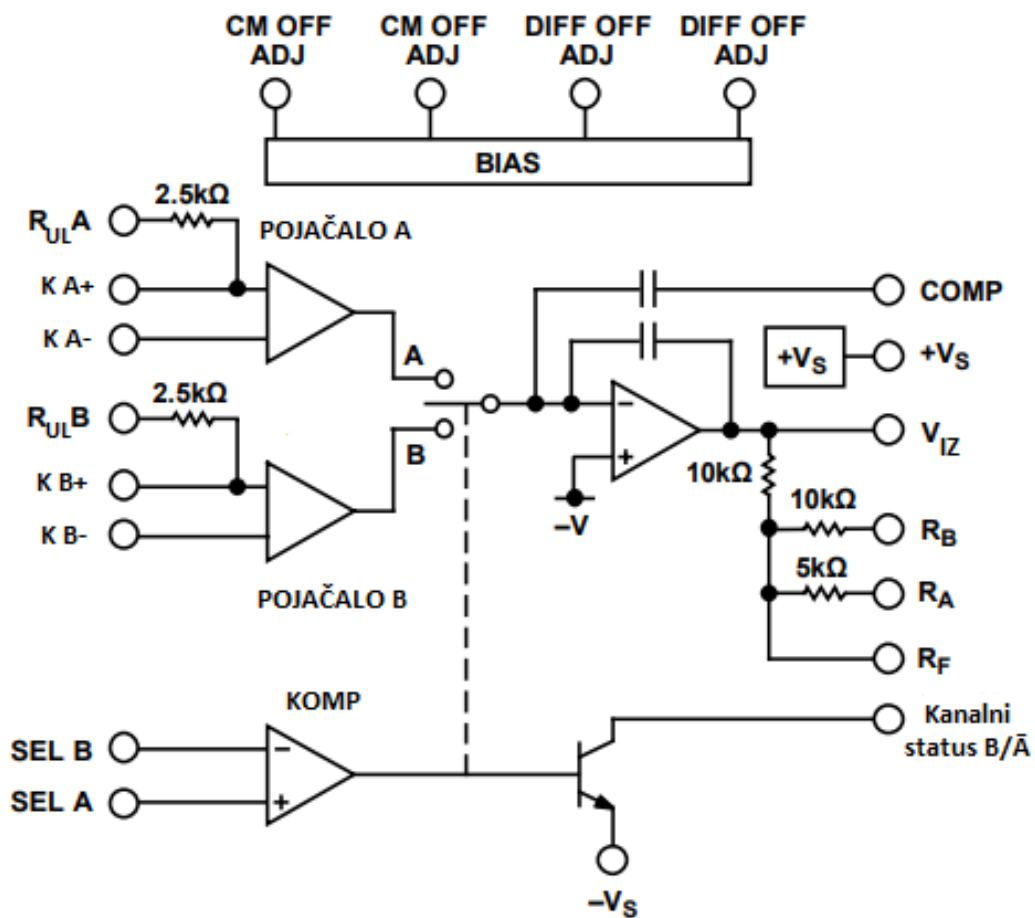 CM OFF
ADJ
CM OFF
ADJ
DIFF OFF
ADJ
DIFF OFF
ADJ
BIAS
2.5kΩ
R_UL A
POJAČALO A
K A+
K A-
COMP
+V_S
+V_S
A
2.5kΩ
R_UL B
B
−
+
V_IZ
K B+
10kΩ
10kΩ
–V
R_B
K B-
5kΩ
R_A
POJAČALO B
R_F
KOMP
Kanalni
status B/Ā
SEL B
−
SEL A
+
–V_S